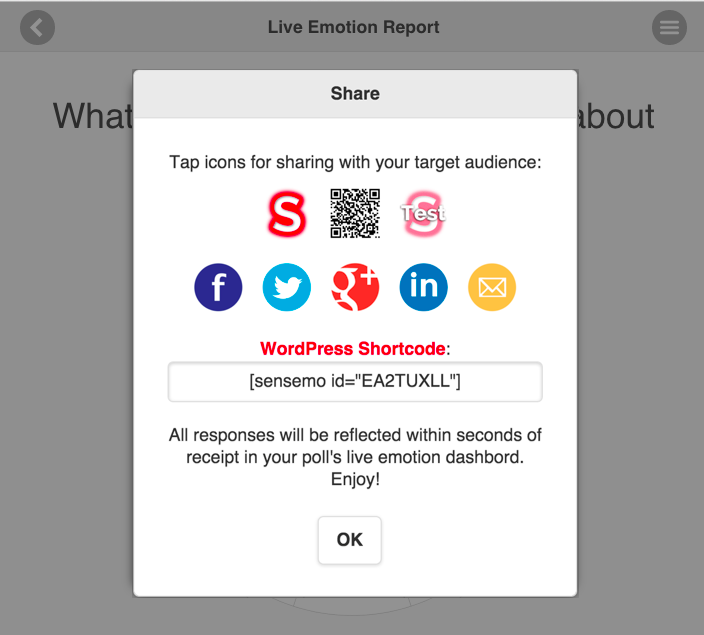 Live Emotion Report
What
about
Share
Tap icons for sharing with your target audience:
S
Test
S
f
g+
in
WordPress Shortcode:
[sensemo id="EA2TUXLL"]
All responses will be reflected within seconds of
receipt in your poll's live emotion dashbord.
Enjoy!
OK